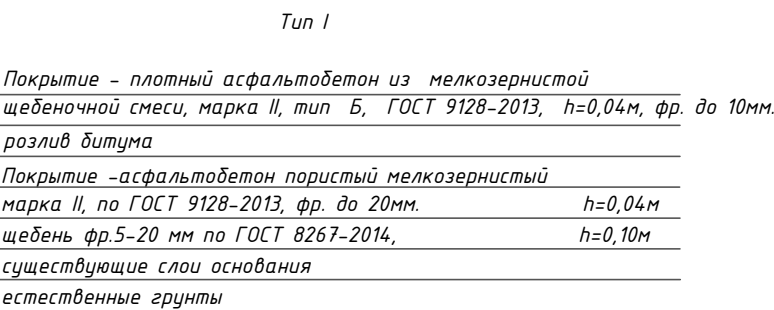 Тип I
Покрытие - плотный асфальтобетон из мелкозернистой
щебеночной смеси, марка II, тип Б, ГОСТ 9128-2013, h=0,04м, фр. до 10мм.
розлив битума
Покрытие -асфальтобетон пористый мелкозернистый
марка II, по ГОСТ 9128-2013, фр. до 20мм. h=0,04м
щебень фр.5-20 мм по ГОСТ 8267-2014, h=0,10м
существующие слои основания
естественные грунты